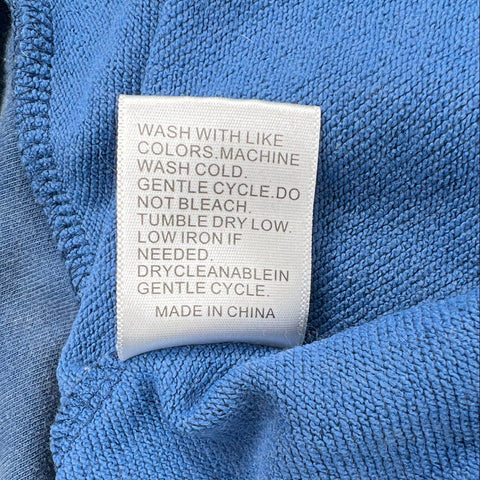 WASH WITH LIKE
COLORS.MACHINE
WASH COLD.
GENTLE CYCLE.DO
NOT BLEACH.
TUMBLE DRY LOW.
LOW IRON IF
NEEDED.
DRYCLEANABLEIN
GENTLE CYCLE.
MADE IN CHINA